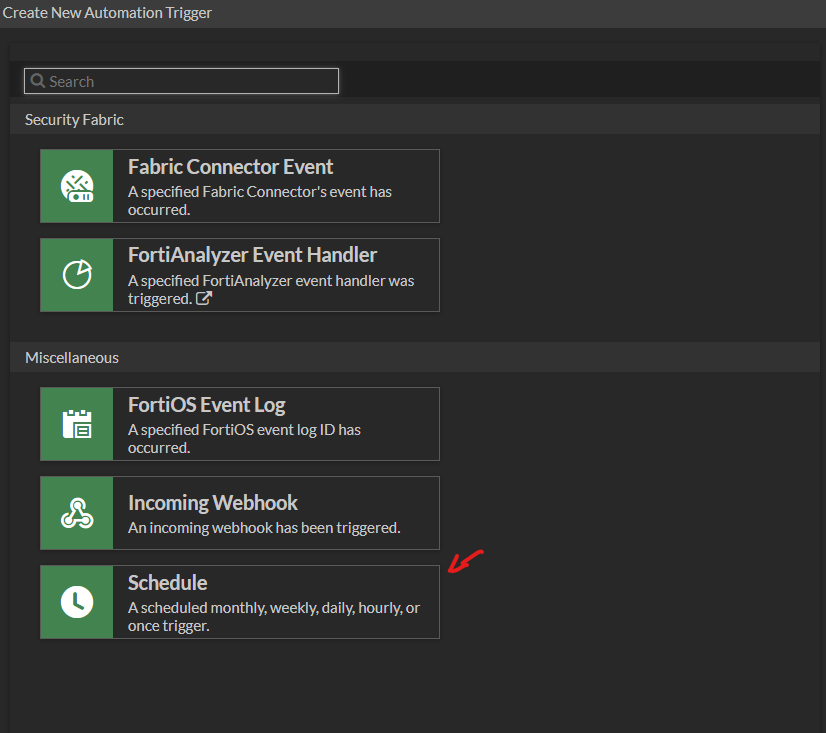 Create New Automation Trigger
Search
Security Fabric
Fabric Connector Event
A specified Fabric Connector's event has
occurred.
FortiAnalyzer Event Handler
A specified FortiAnalyzer event handler was
triggered.
Miscellaneous
FortiOS Event Log
A specified FortiOS event log ID has
occurred.
Incoming Webhook
An incoming webhook has been triggered.
Schedule
A scheduled monthly, weekly, daily, hourly, or
once trigger.